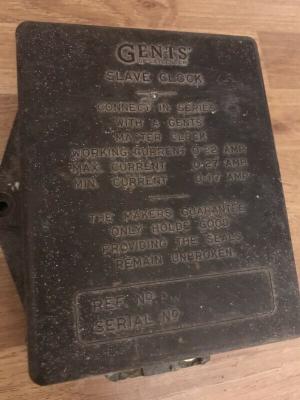 GENTS'
OF LEICESTER
SLAVE CLOCK
CONNECT IN SERIES
WITH A GENTS'
MASTER CLOCK
WORKING CURRENT 0·22 AMP.
MAX. CURRENT 0·27 AMP.
MIN. CURRENT 0·17 AMP.
THE MAKERS GUARANTEE
ONLY HOLDS GOOD
PROVIDING THE SEALS
REMAIN UNBROKEN
REF. NO.
SERIAL NO